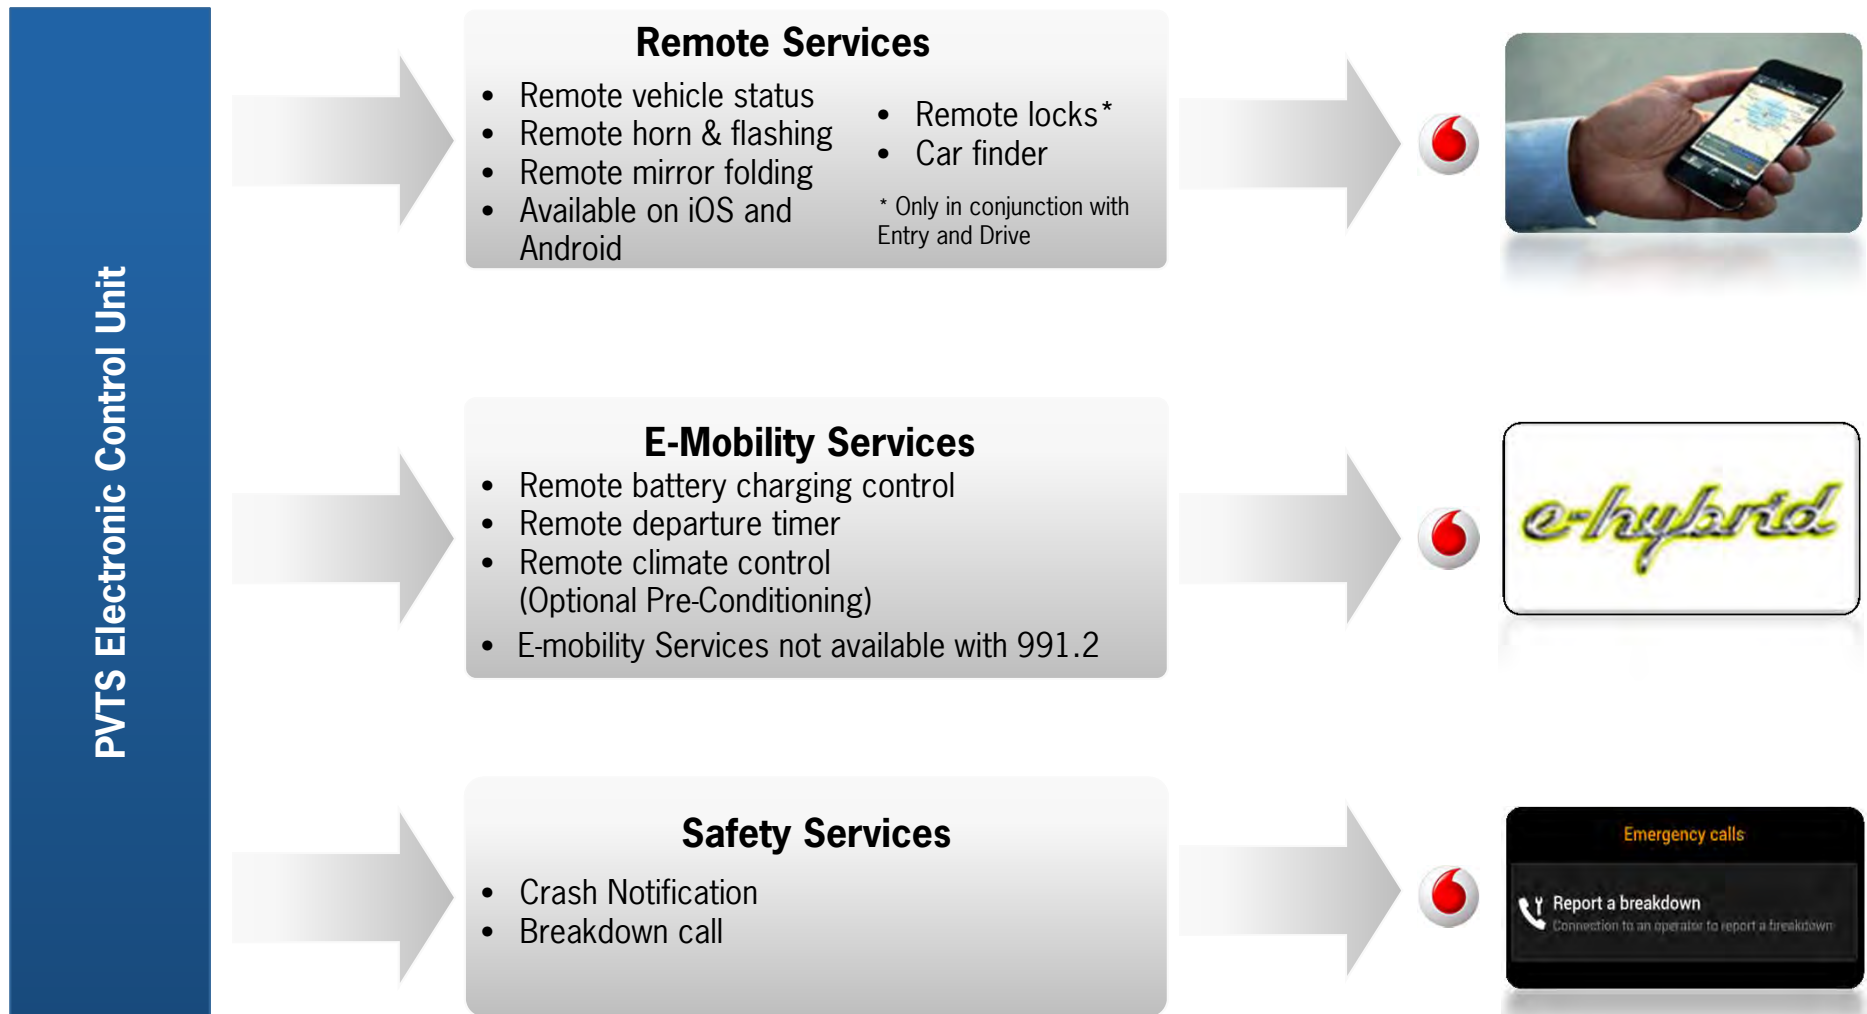 PVTS Electronic Control Unit
Remote Services
• Remote vehicle status
• Remote horn & flashing
• Remote mirror folding
• Available on iOS and
Android
• Remote locks*
• Car finder
* Only in conjunction with
Entry and Drive
E-Mobility Services
• Remote battery charging control
• Remote departure timer
• Remote climate control
(Optional Pre-Conditioning)
• E-mobility Services not available with 991.2
e-hybrid
Safety Services
• Crash Notification
• Breakdown call
Emergency calls
Report a breakdown
Connection to an operator to report a breakdown